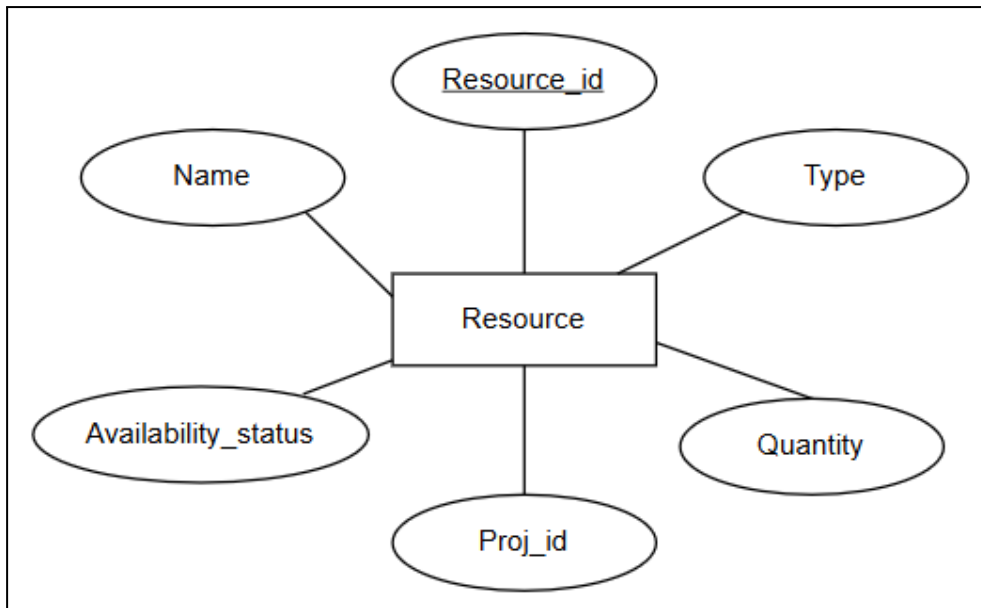 Resource_id
Name
Type
Resource
Availability_status
Quantity
Proj_id